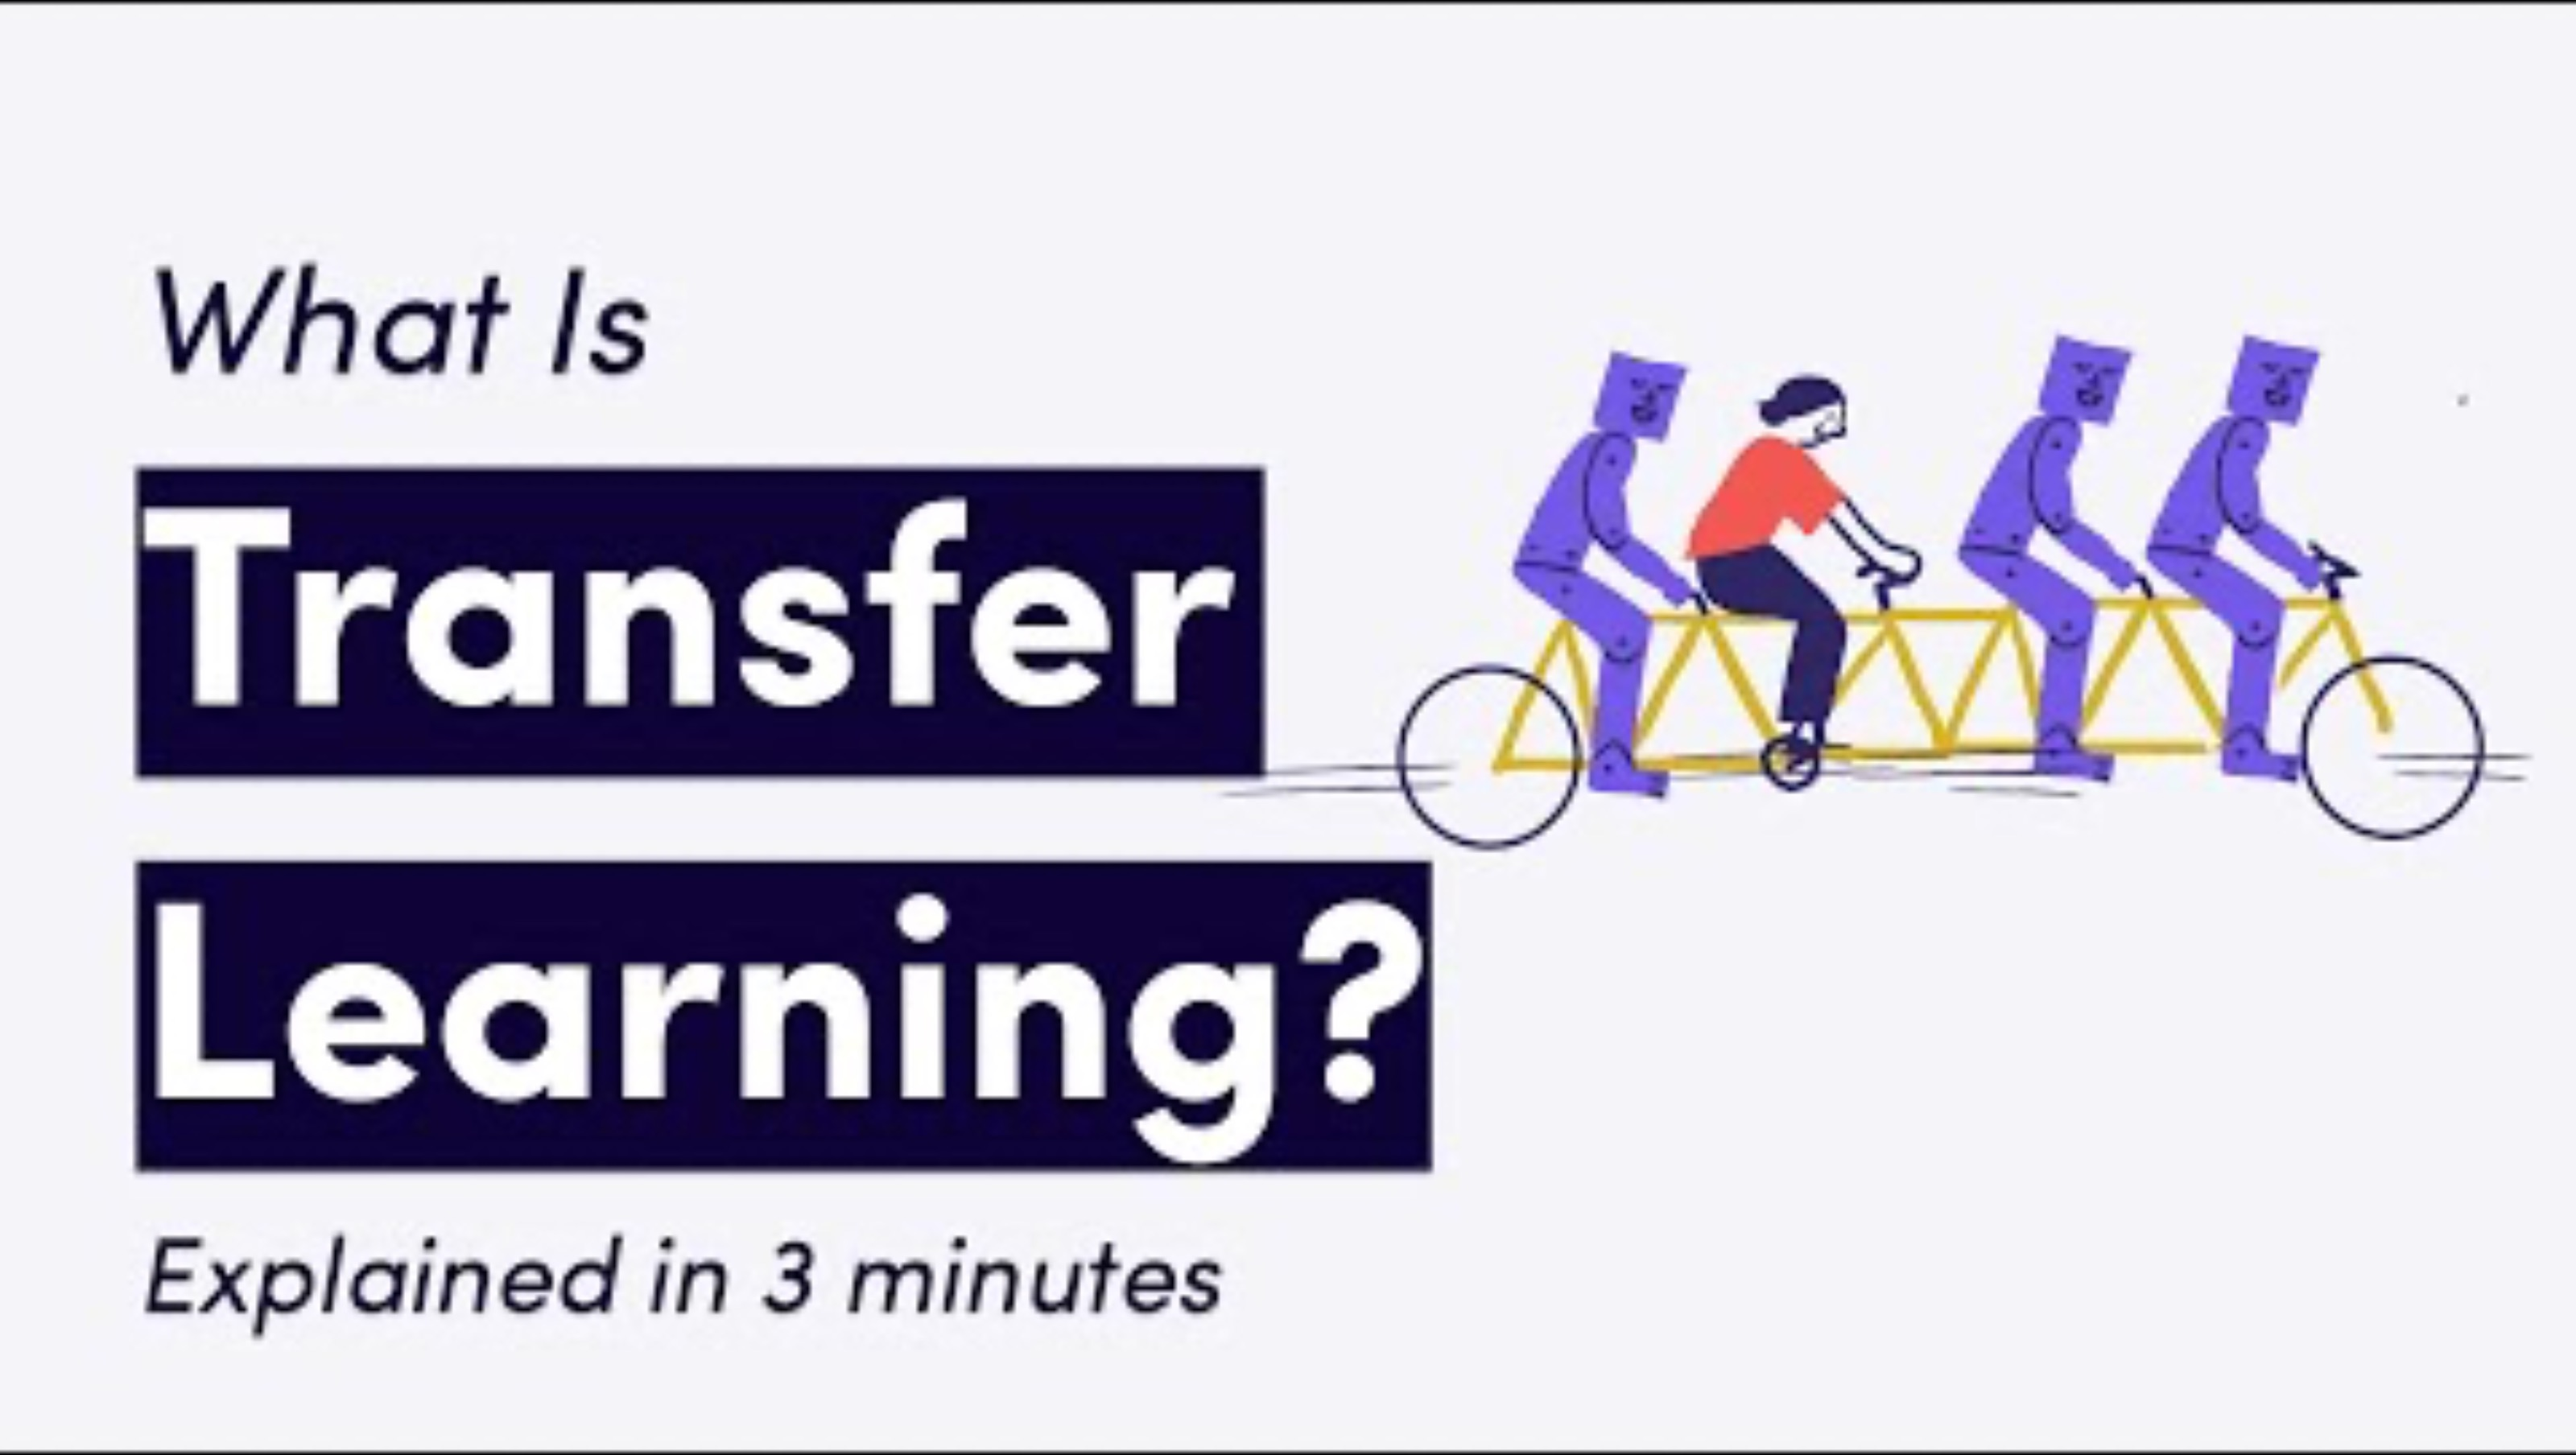 What Is
Transfer
Learning?
Explained in 3 minutes